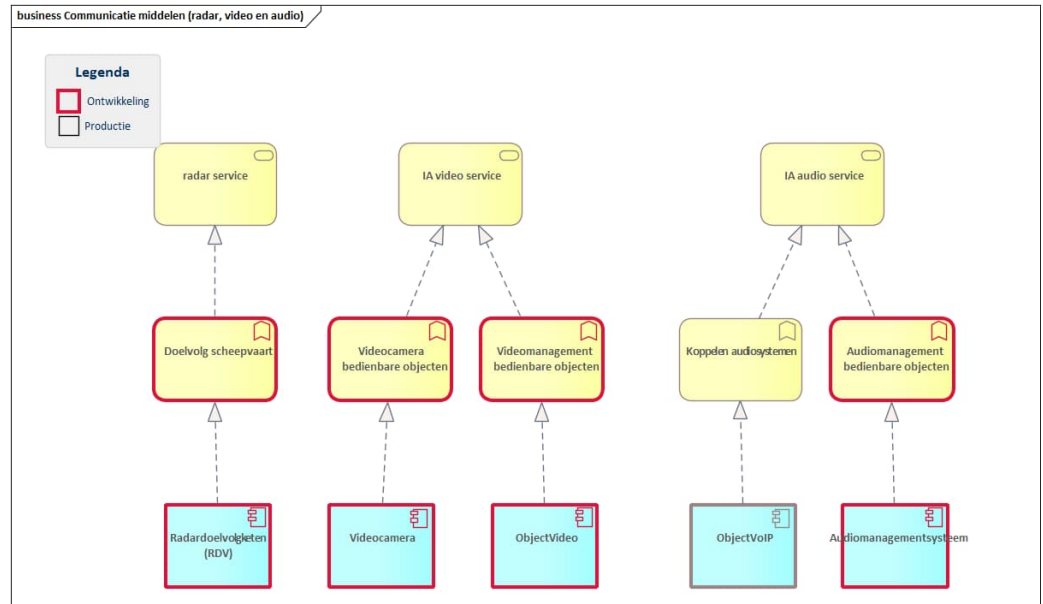 business Communicatie middelen (radar, video en audio)
Legenda
Ontwikkeling
Productie
radar service
IA video service
IA audio service
Doelvolg scheepvaart
Videocamera
bedienbare objecten
Videomanagement
bedienbare objecten
Koppelen audiosystemen
Audiomanagement
bedienbare objecten
Radardoelvolgketen
(RDV)
Videocamera
ObjectVideo
ObjectVoIP
Audiomanagementsysteem